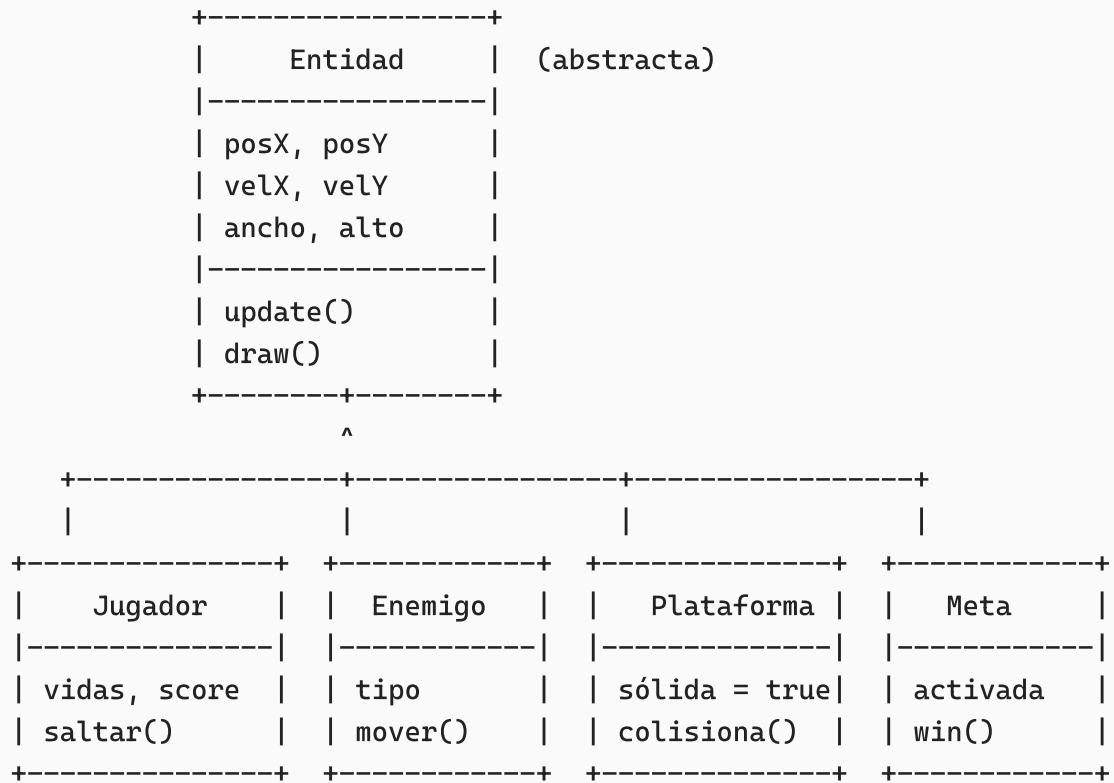 +-----------------+
|     Entidad     |  (abstracta)
|-----------------|
| posX, posY      |
| velX, velY      |
| ancho, alto     |
|-----------------|
| update()        |
| draw()          |
+--------+--------+
^
+----------------+----------------+-----------------+
|                |                |                 |
+---------------+  +------------+  +--------------+  +------------+
|    Jugador    |  |  Enemigo   |  |   Plataforma |  |   Meta     |
|---------------|  |------------|  |--------------|  |------------|
| vidas, score  |  | tipo       |  | sólida = true|  | activada   |
| saltar()      |  | mover()    |  | colisiona()  |  | win()      |
+---------------+  +------------+  +--------------+  +------------+